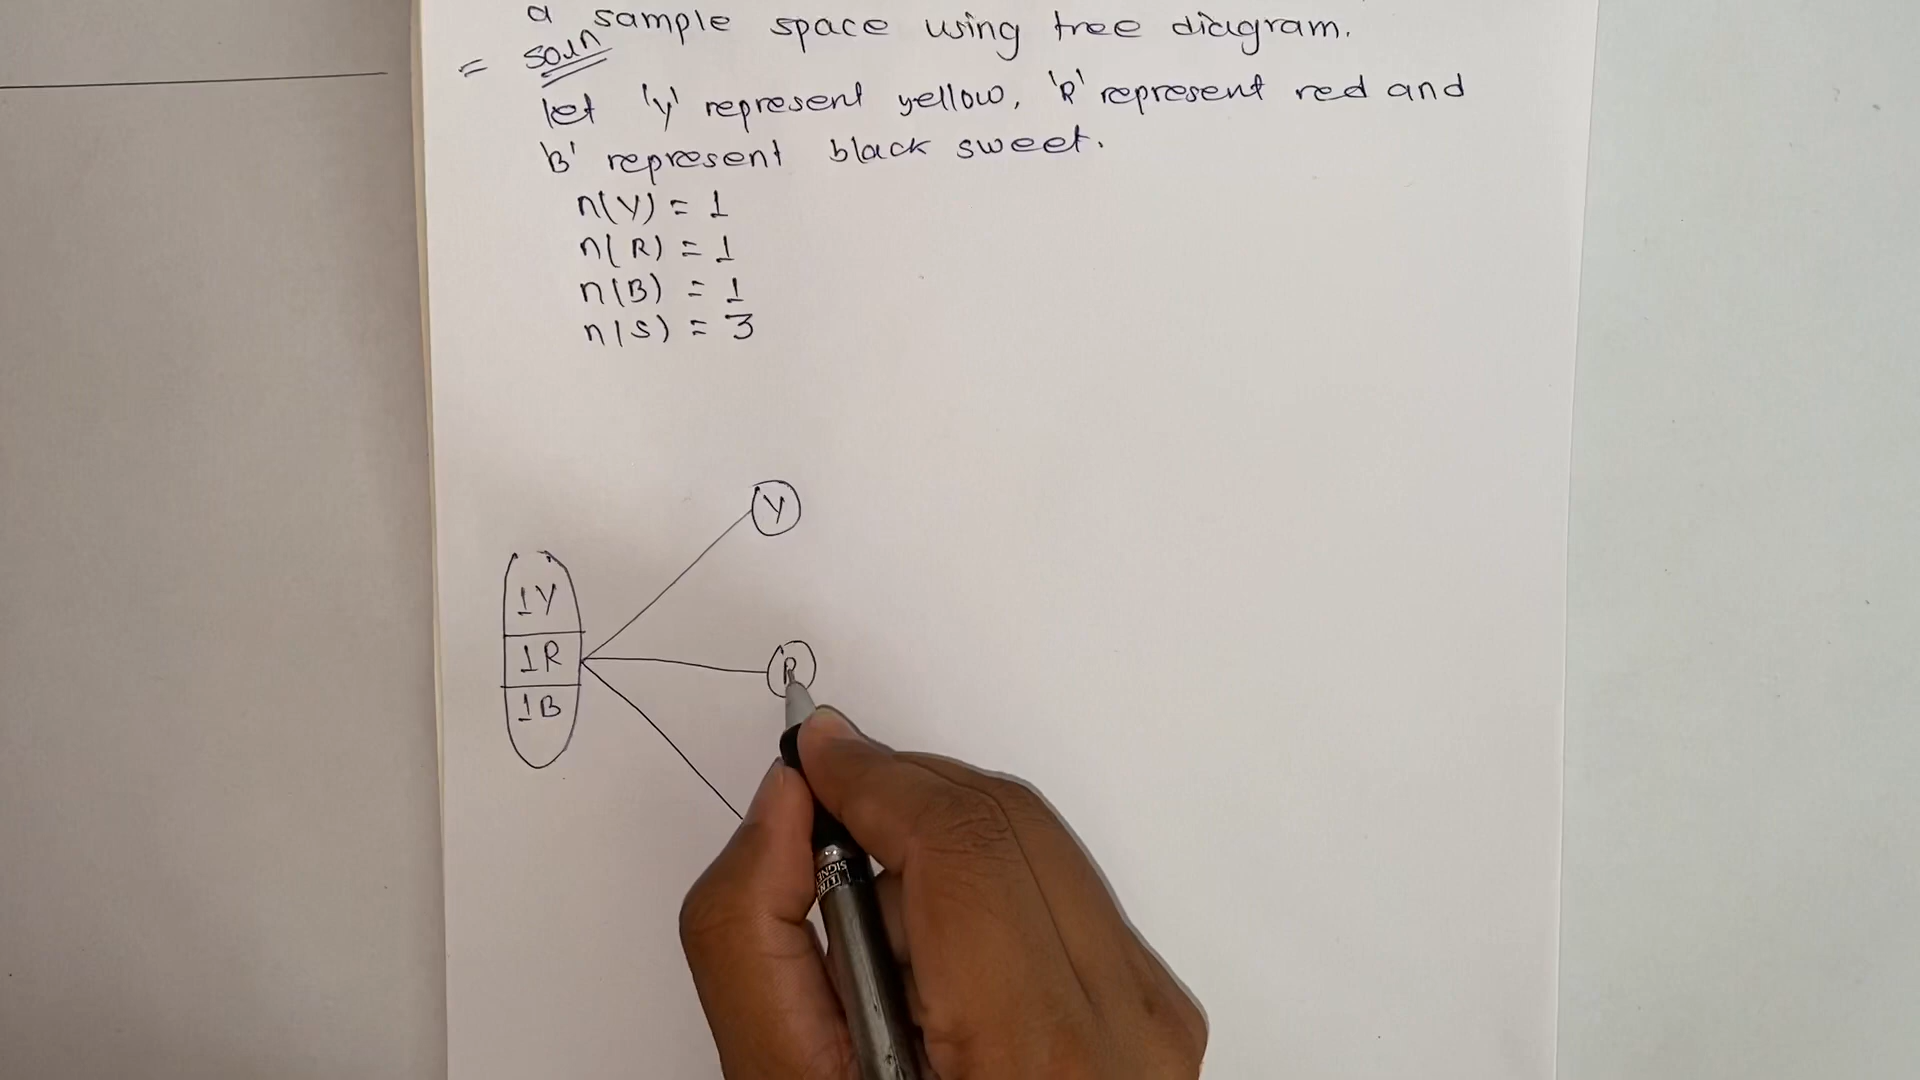 a sample space using tree diagram.
= soln
let 'Y' represent yellow, 'R' represent red and
'B' represent black sweet.
n(Y) = 1
n(R) = 1
n(B) = 1
n(S) = 3
Y
1Y
1R
R
1B